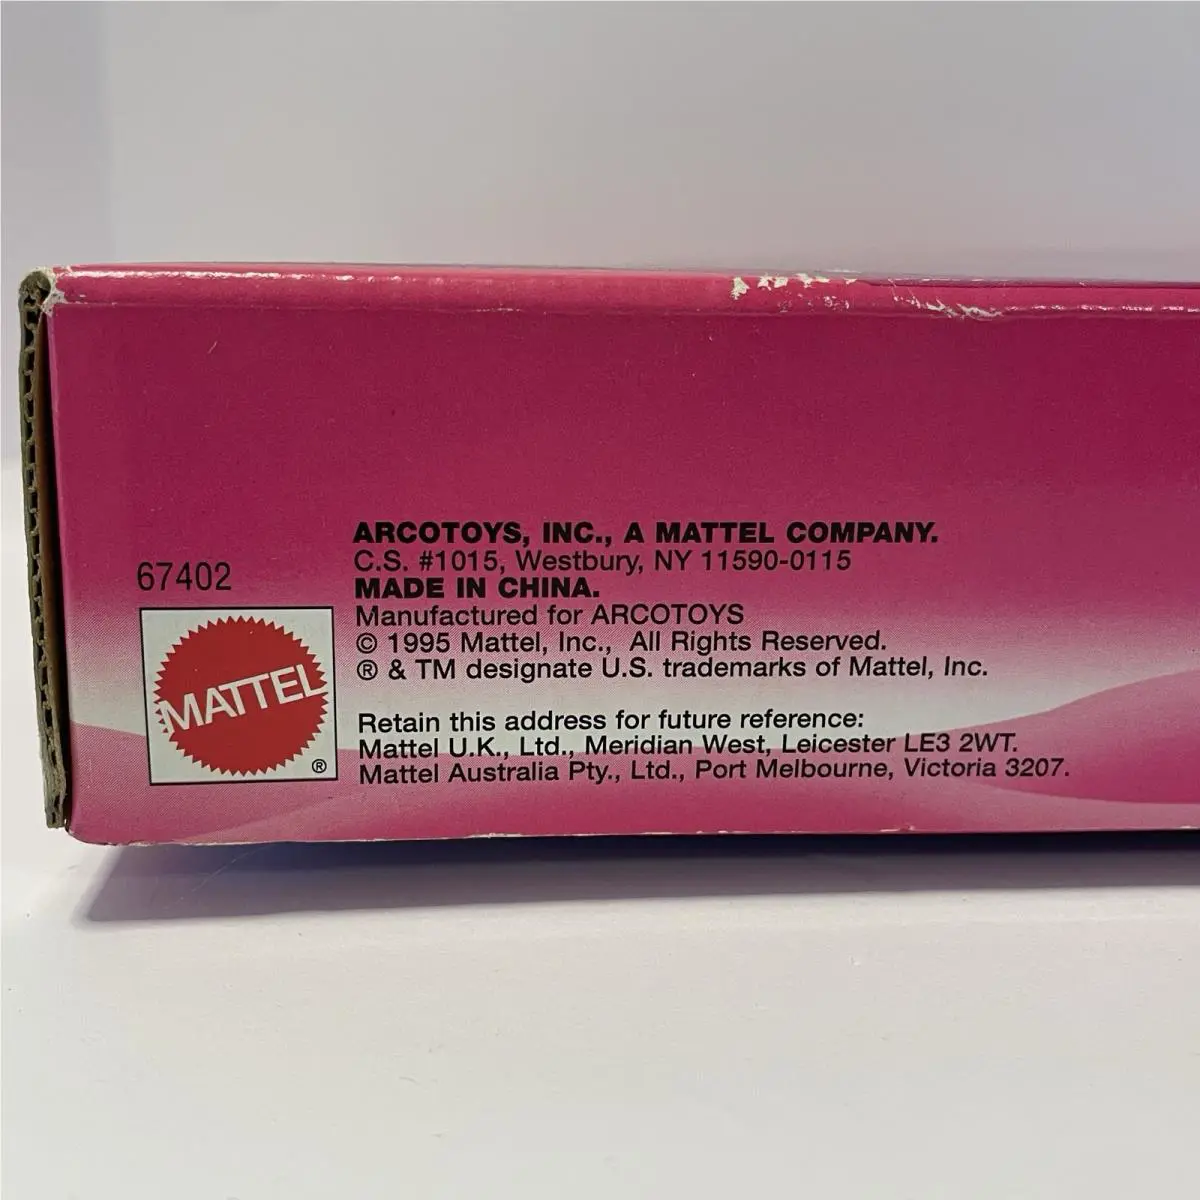 67402
MATTEL
®
ARCOTOYS, INC., A MATTEL COMPANY.
C.S. #1015, Westbury, NY 11590-0115
MADE IN CHINA.
Manufactured for ARCOTOYS
© 1995 Mattel, Inc., All Rights Reserved.
® & TM designate U.S. trademarks of Mattel, Inc.
Retain this address for future reference:
Mattel U.K., Ltd., Meridian West, Leicester LE3 2WT.
Mattel Australia Pty., Ltd., Port Melbourne, Victoria 3207.